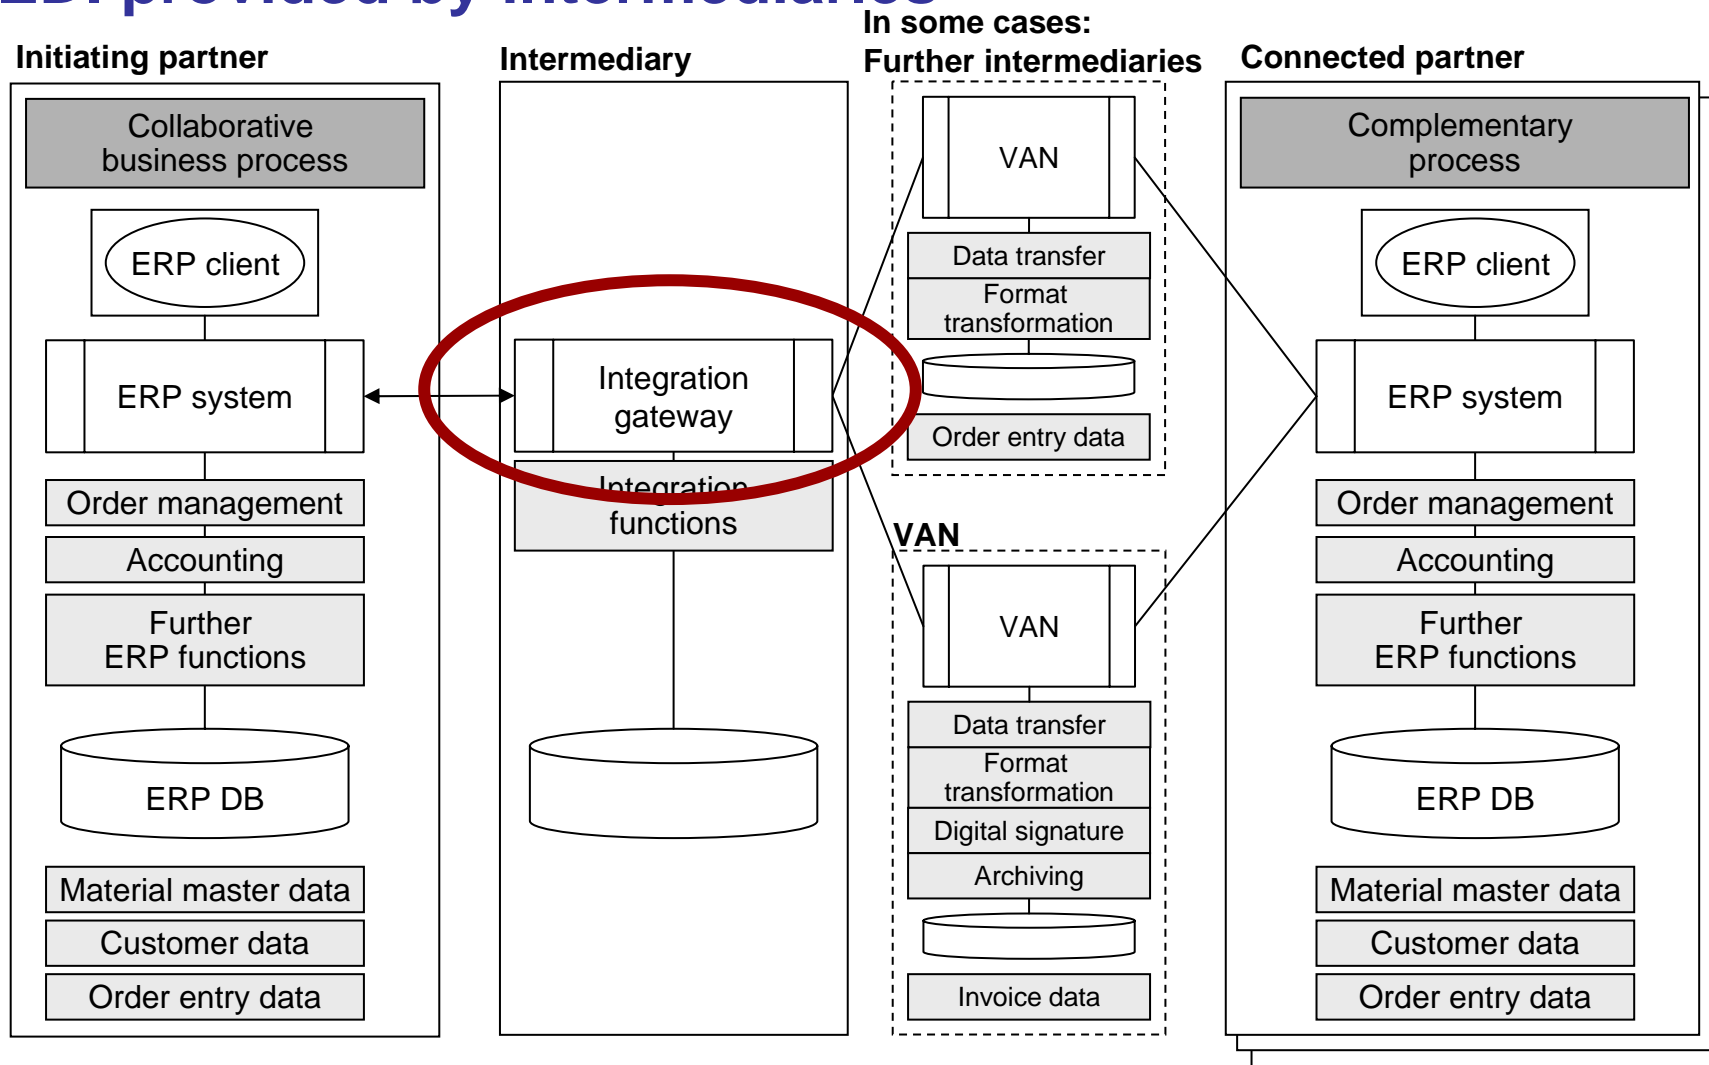 EDI provided by intermediaries
In some cases:
Further intermediaries
Initiating partner
Intermediary
Connected partner
Collaborative
business process
ERP client
ERP system
Order management
Accounting
Further
ERP functions
ERP DB
Material master data
Customer data
Order entry data
Integration
gateway
Integration
functions
VAN
Data transfer
Format
transformation
Order entry data
VAN
VAN
Data transfer
Format
transformation
Digital signature
Archiving
Invoice data
Complementary
process
ERP client
ERP system
Order management
Accounting
Further
ERP functions
ERP DB
Material master data
Customer data
Order entry data